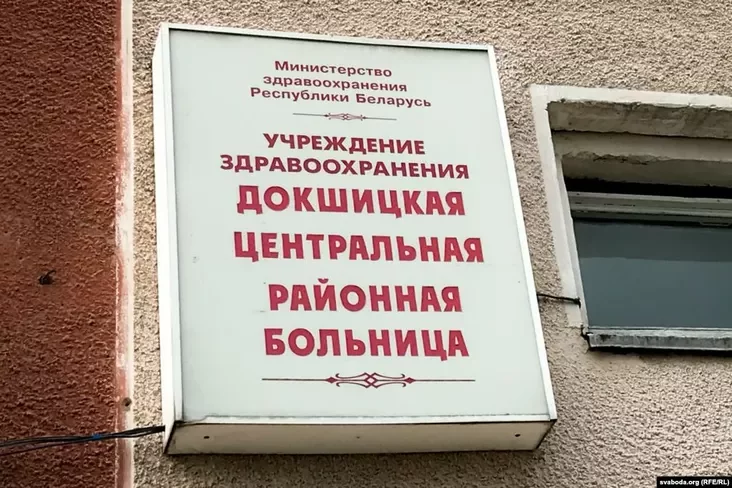 Министерство
здравоохранения
Республики Беларусь
УЧРЕЖДЕНИЕ
ЗДРАВООХРАНЕНИЯ
ДОКШИЦКАЯ
ЦЕНТРАЛЬНАЯ
РАЙОННАЯ
БОЛЬНИЦА
svaboda.org (RFE/RL)